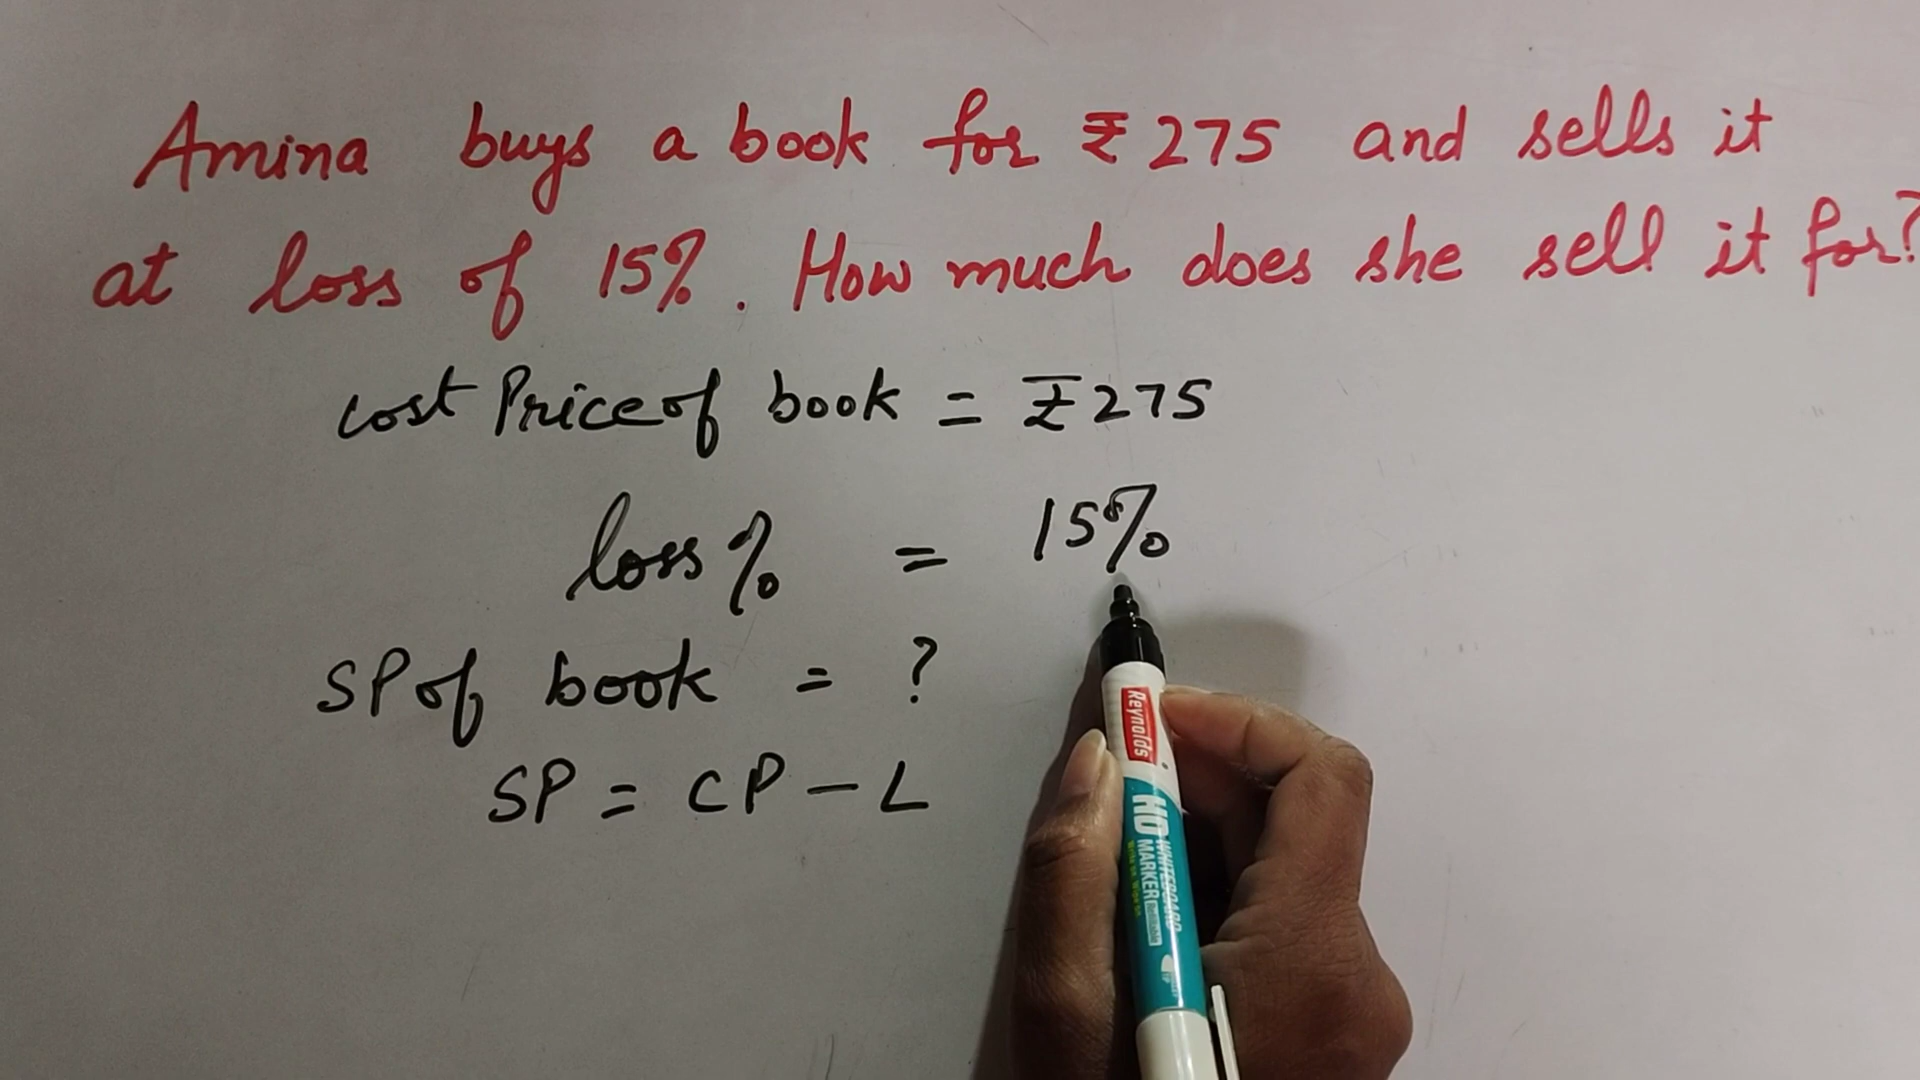 Amina buys a book for ₹ 275 and sells it
at loss of 15%. How much does she sell it for?
cost Price of book = ₹ 275
loss % = 15%
SP of book = ?
SP = CP - L
Reynolds
HD WHITEBOARD
MARKER Refillable